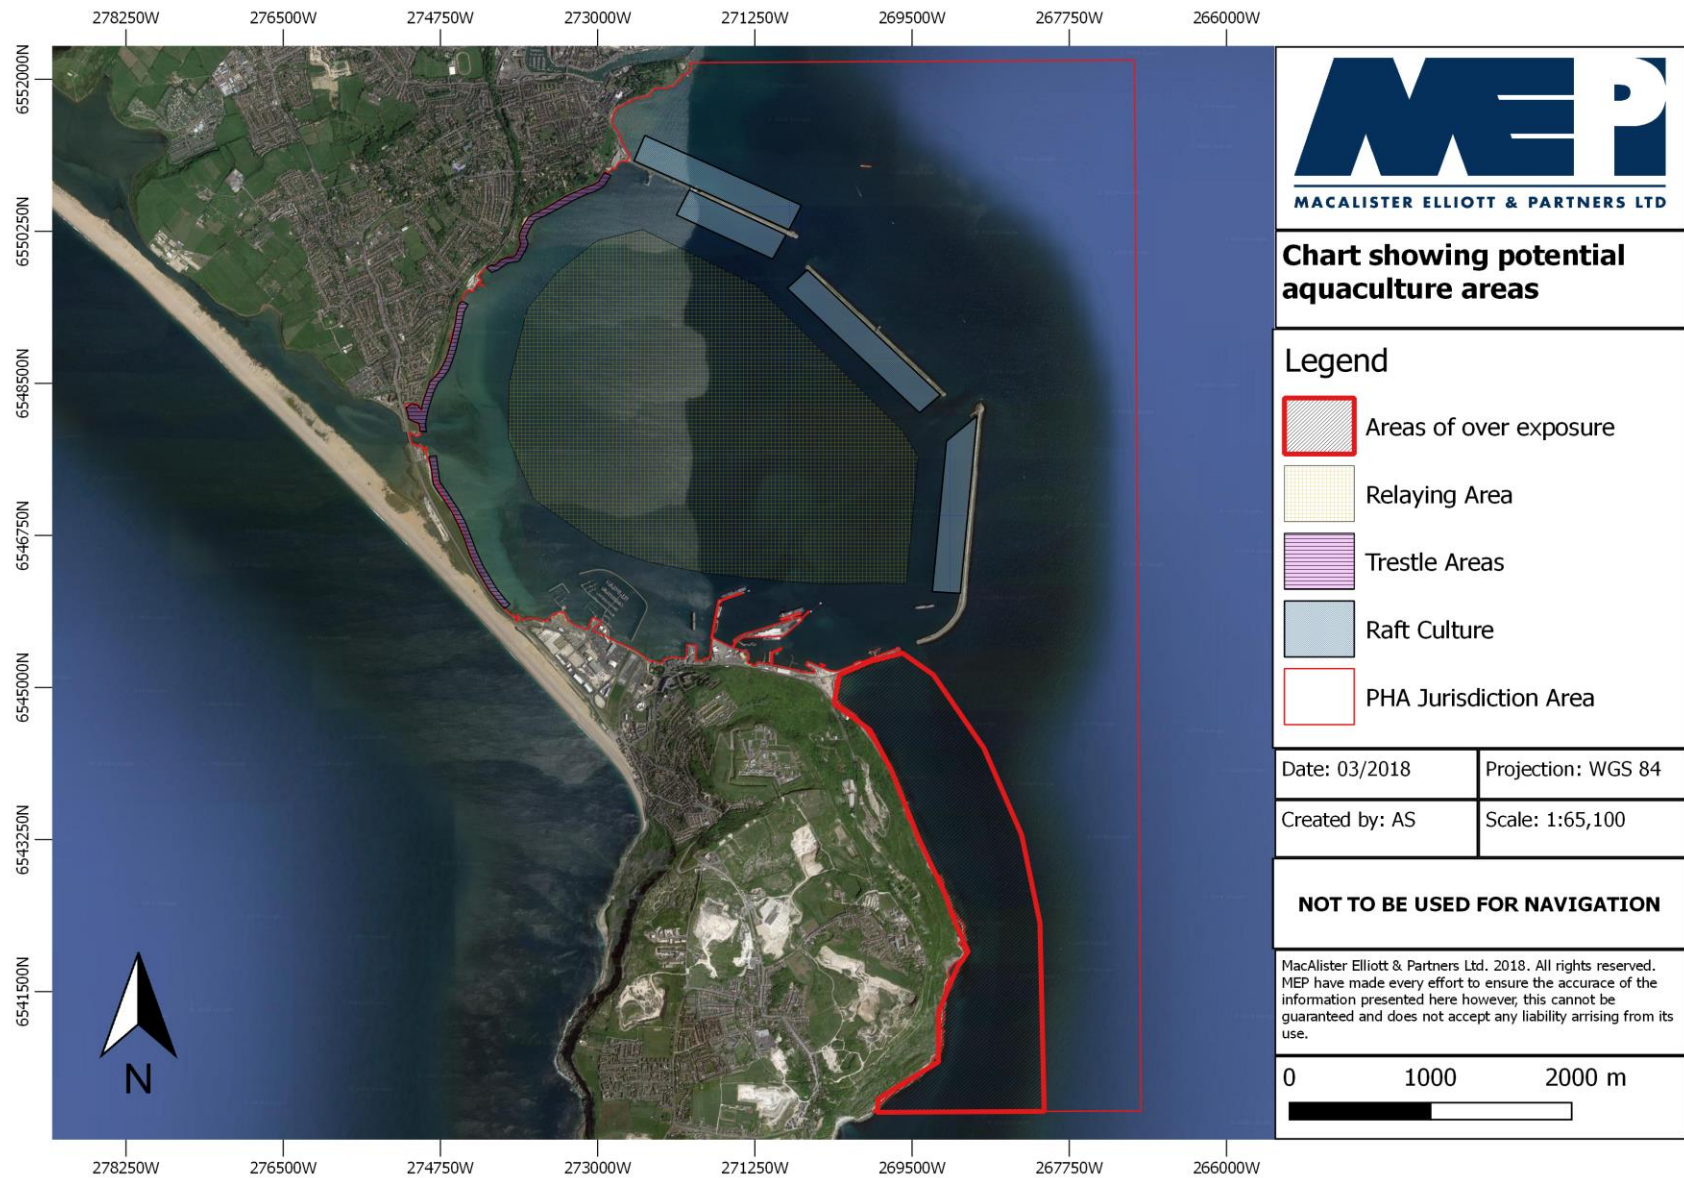 278250W 276500W 274750W 273000W 271250W 269500W 267750W 266000W
6552000N
6550250N
6548500N
6546750N
6545000N
6543250N
6541500N
N
278250W 276500W 274750W 273000W 271250W 269500W 267750W 266000W
MEP
MACALISTER ELLIOTT & PARTNERS LTD
Chart showing potential
aquaculture areas
Legend
Areas of over exposure
Relaying Area
Trestle Areas
Raft Culture
PHA Jurisdiction Area
Date: 03/2018 Projection: WGS 84
Created by: AS Scale: 1:65,100
NOT TO BE USED FOR NAVIGATION
MacAlister Elliott & Partners Ltd. 2018. All rights reserved.
MEP have made every effort to ensure the accurace of the
information presented here however, this cannot be
guaranteed and does not accept any liability arrising from its
use.
0 1000 2000 m